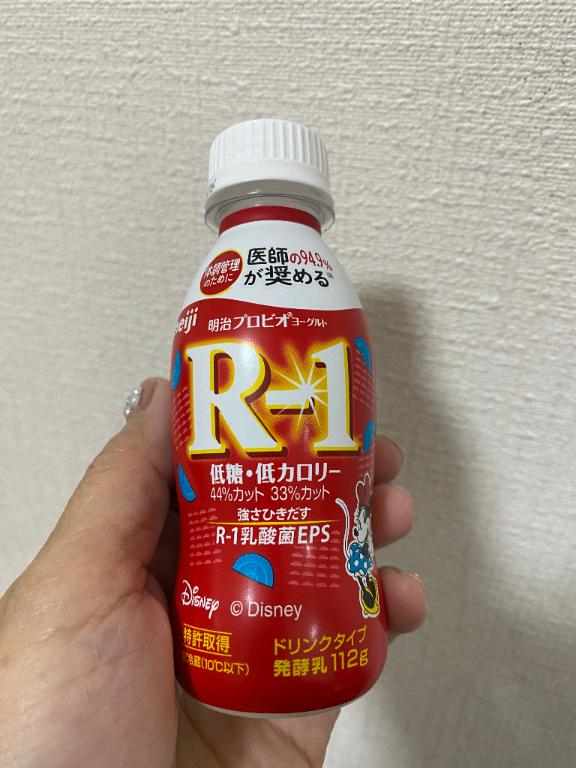 体調管理
のために
医師の94.9%
が奨める※
meiji
明治プロビオ®ヨーグルト
R-1
低糖・低カロリー
44%カット 33%カット
強さひきだす
R-1乳酸菌EPS
Disney
© Disney
特許取得
冷蔵(10℃以下)
ドリンクタイプ
発酵乳 112g